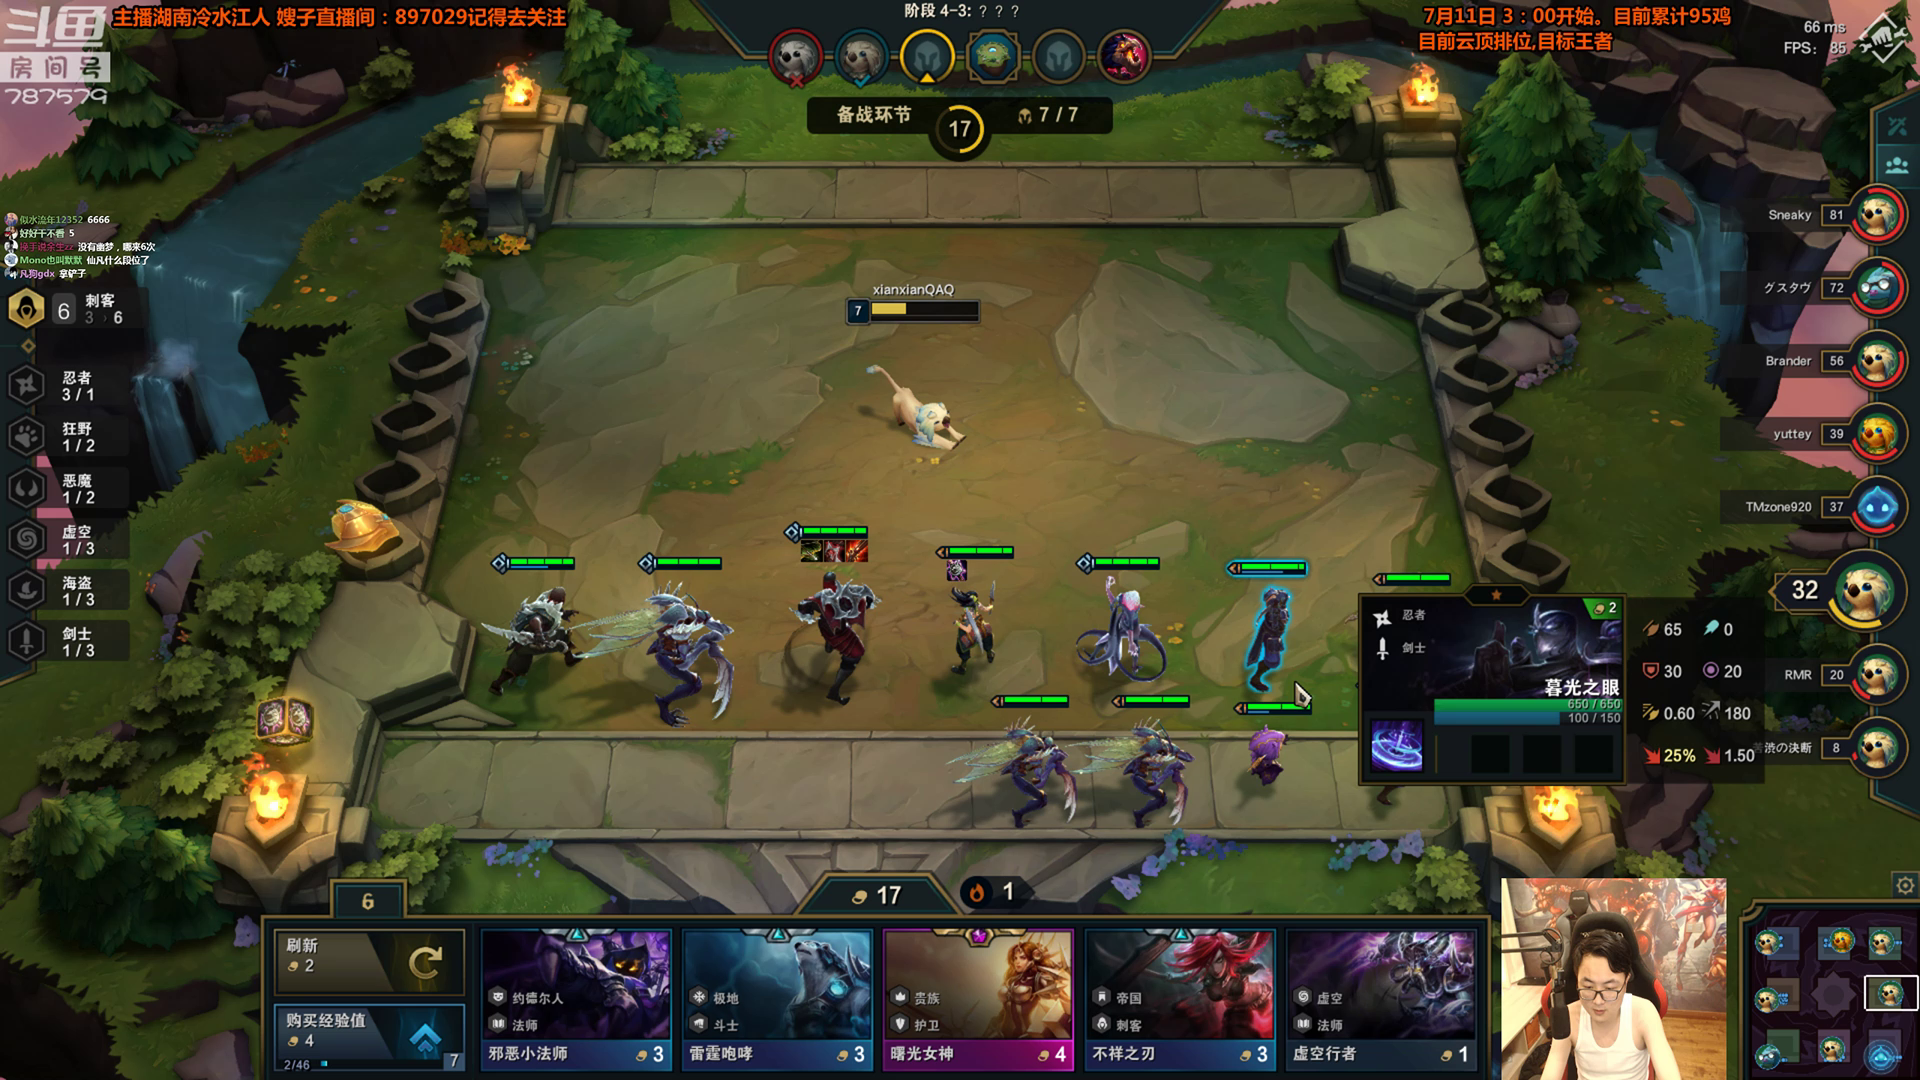 斗鱼
房间号
787579
主播湖南冷水江人 嫂子直播间：897029记得去关注
阶段 4-3：？？？
7月11日 3：00开始。目前累计95鸡
目前云顶排位,目标王者
66 ms
FPS： 85
备战环节
17
7 / 7
似水流年12352 6666
好好干不看 5
换手说余生zz 没有幽梦，哪来6次
Mono也叫默默 仙凡什么段位了
凡狗gdx 拿铲子
6
刺客
3 › 6
忍者
3 / 1
狂野
1 / 2
恶魔
1 / 2
虚空
1 / 3
海盗
1 / 3
剑士
1 / 3
xianxianQAQ
7
Sneaky 81
グスタヴ 72
Brander 56
yuttey 39
TMzone920 37
32
RMR 20
渋の決断 8
忍者
剑士
2
暮光之眼
650 / 650
100 / 150
65 0
30 20
0.60 180
25% 1.50
6
17
1
刷新
2
购买经验值
4
2/46
7
约德尔人
法师
邪恶小法师 3
极地
斗士
雷霆咆哮 3
贵族
护卫
曙光女神 4
帝国
刺客
不祥之刃 3
虚空
法师
虚空行者 1